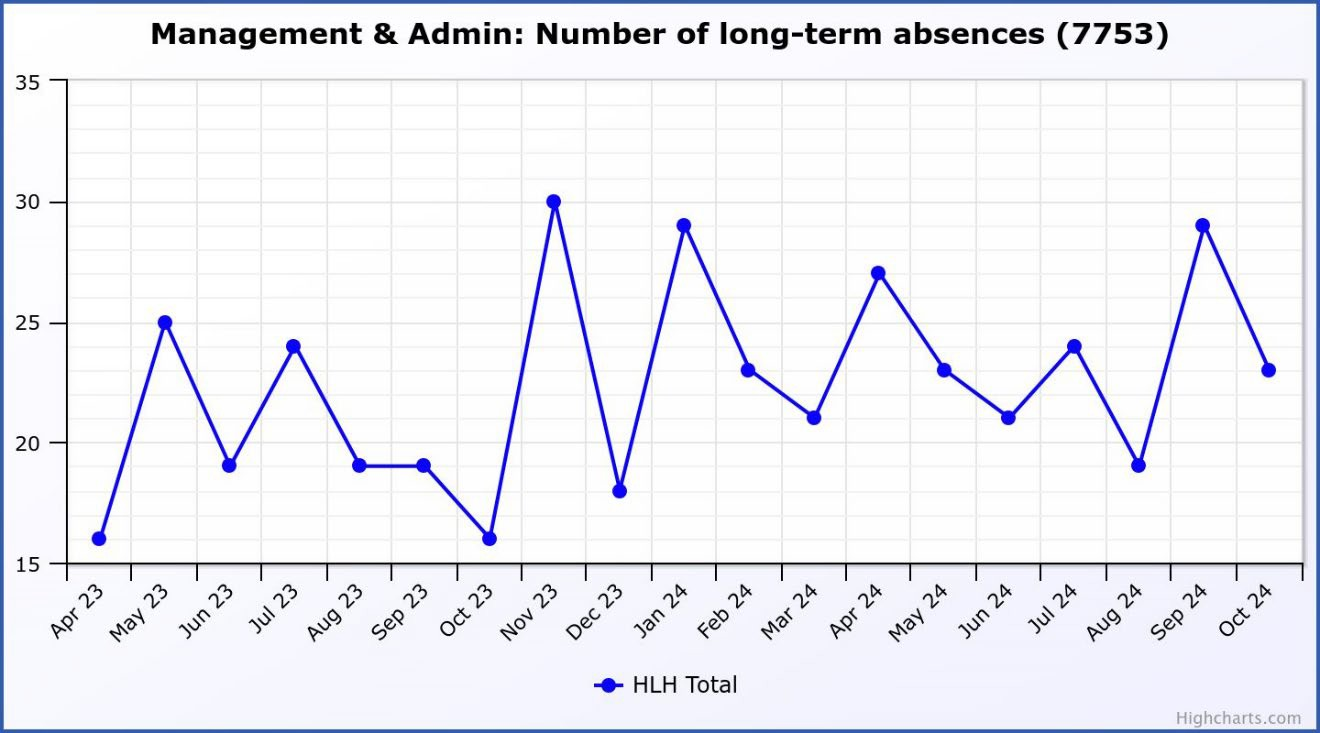 Management & Admin: Number of long-term absences (7753)
35
30
25
20
15
Apr 23
May 23
Jun 23
Jul 23
Aug 23
Sep 23
Oct 23
Nov 23
Dec 23
Jan 24
Feb 24
Mar 24
Apr 24
May 24
Jun 24
Jul 24
Aug 24
Sep 24
Oct 24
HLH Total
Highcharts.com